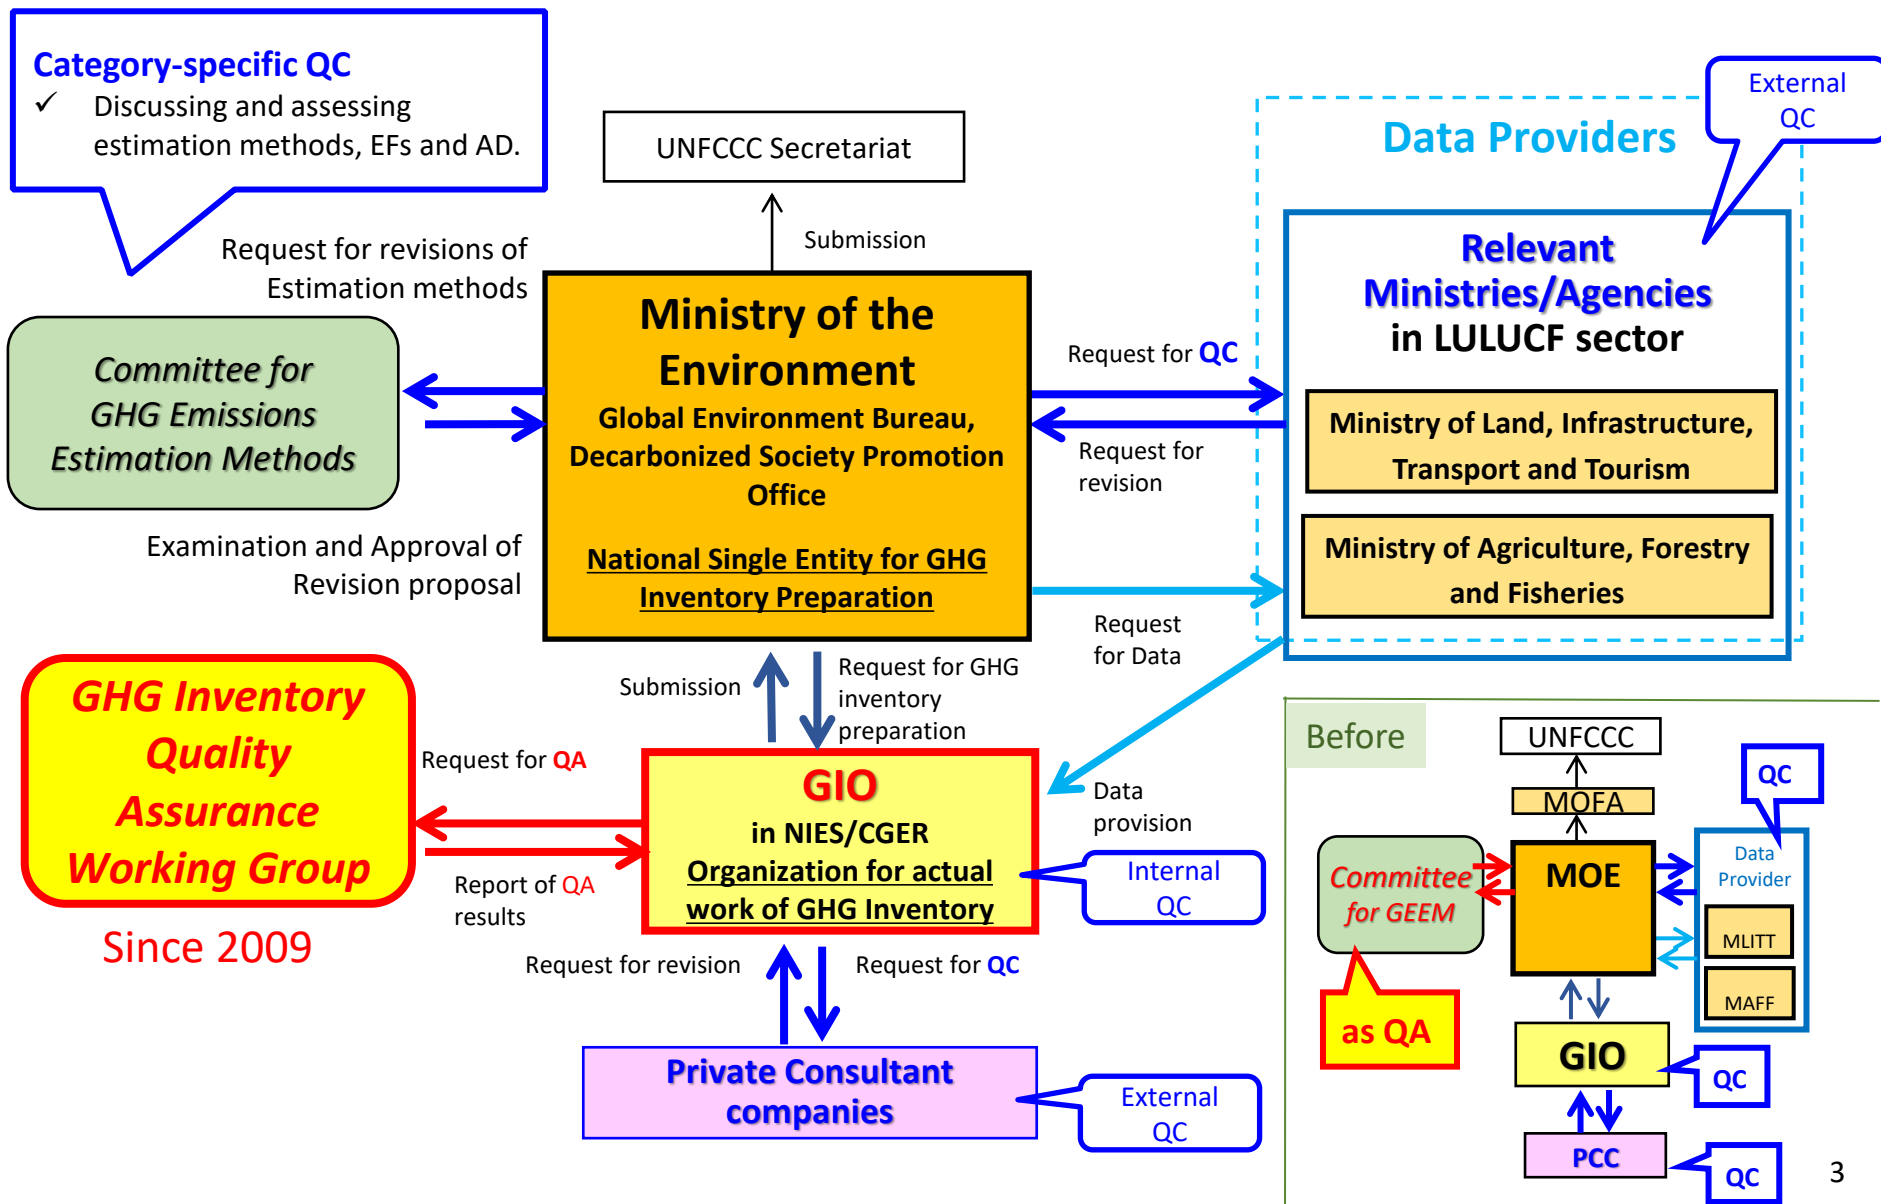 Category-specific QC
✓ Discussing and assessing
estimation methods, EFs and AD.
UNFCCC Secretariat
Submission
Data Providers
External
QC
Request for revisions of
Estimation methods
Committee for
GHG Emissions
Estimation Methods
Examination and Approval of
Revision proposal
Ministry of the
Environment
Global Environment Bureau,
Decarbonized Society Promotion
Office
National Single Entity for GHG
Inventory Preparation
Request for QC
Request for
revision
Request
for Data
Relevant
Ministries/Agencies
in LULUCF sector
Ministry of Land, Infrastructure,
Transport and Tourism
Ministry of Agriculture, Forestry
and Fisheries
Submission
Request for GHG
inventory
preparation
GHG Inventory
Quality
Assurance
Working Group
Since 2009
Request for QA
Report of QA
results
GIO
in NIES/CGER
Organization for actual
work of GHG Inventory
Data
provision
Internal
QC
Request for revision
Request for QC
Private Consultant
companies
External
QC
Before
UNFCCC
MOFA
MOE
Committee
for GEEM
as QA
QC
Data
Provider
MLITT
MAFF
GIO
QC
PCC
QC
3